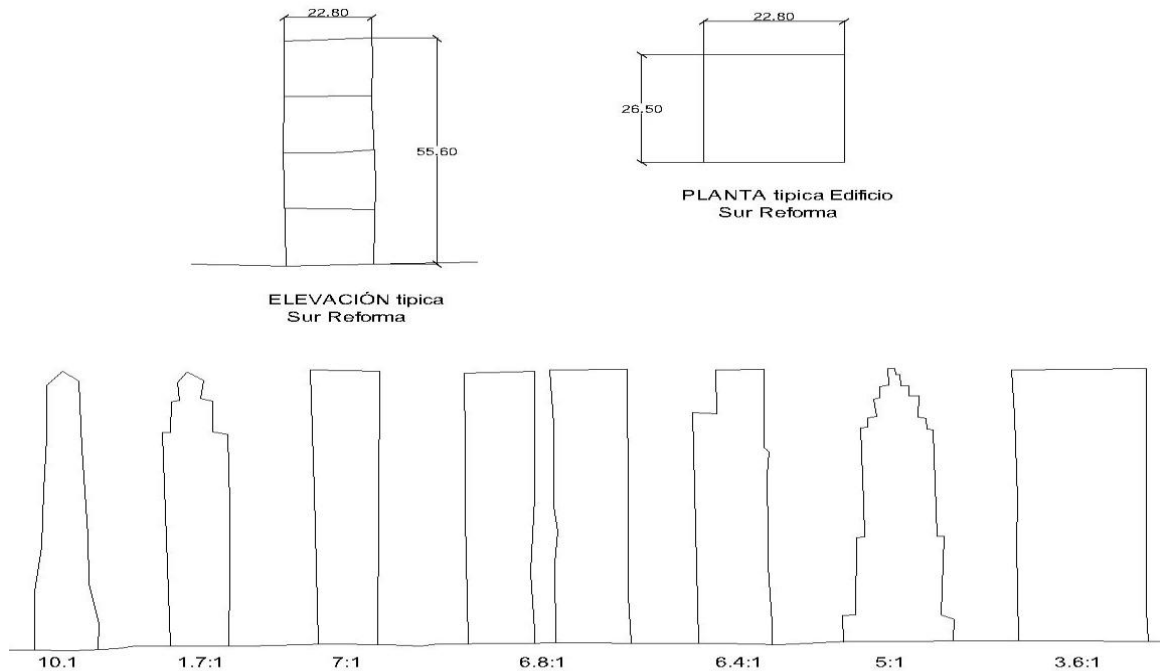 22.80
55.60
ELEVACIÓN tipica
Sur Reforma
22.80
26.50
PLANTA tipica Edificio
Sur Reforma
10.1
1.7:1
7:1
6.8:1
6.4:1
5:1
3.6:1